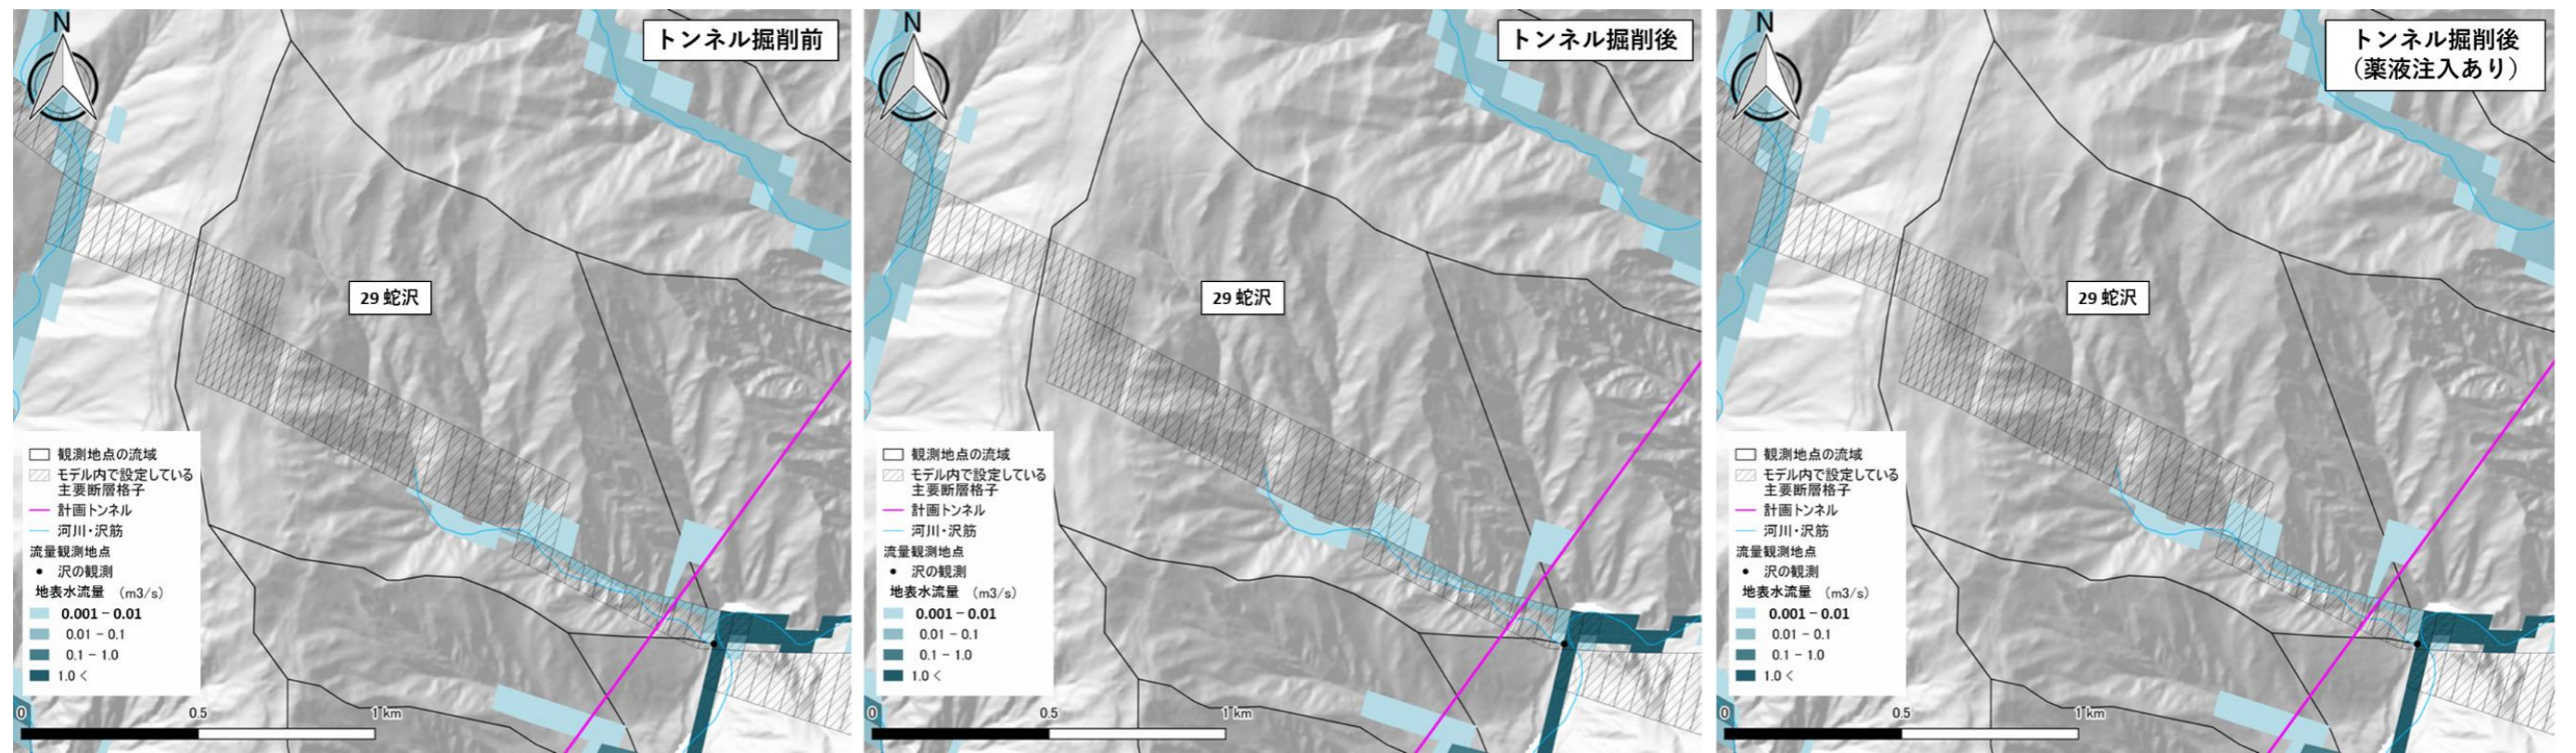 N
トンネル掘削前
29 蛇沢
観測地点の流域
モデル内で設定している
主要断層格子
計画トンネル
河川・沢筋
流量観測地点
沢の観測
地表水流量 (m3/s)
0.001 – 0.01
0.01 – 0.1
0.1 – 1.0
1.0 <
0 0.5 1 km
N
トンネル掘削後
29 蛇沢
観測地点の流域
モデル内で設定している
主要断層格子
計画トンネル
河川・沢筋
流量観測地点
沢の観測
地表水流量 (m3/s)
0.001 – 0.01
0.01 – 0.1
0.1 – 1.0
1.0 <
0 0.5 1 km
N
トンネル掘削後
（薬液注入あり）
29 蛇沢
観測地点の流域
モデル内で設定している
主要断層格子
計画トンネル
河川・沢筋
流量観測地点
沢の観測
地表水流量 (m3/s)
0.001 – 0.01
0.01 – 0.1
0.1 – 1.0
1.0 <
0 0.5 1 km